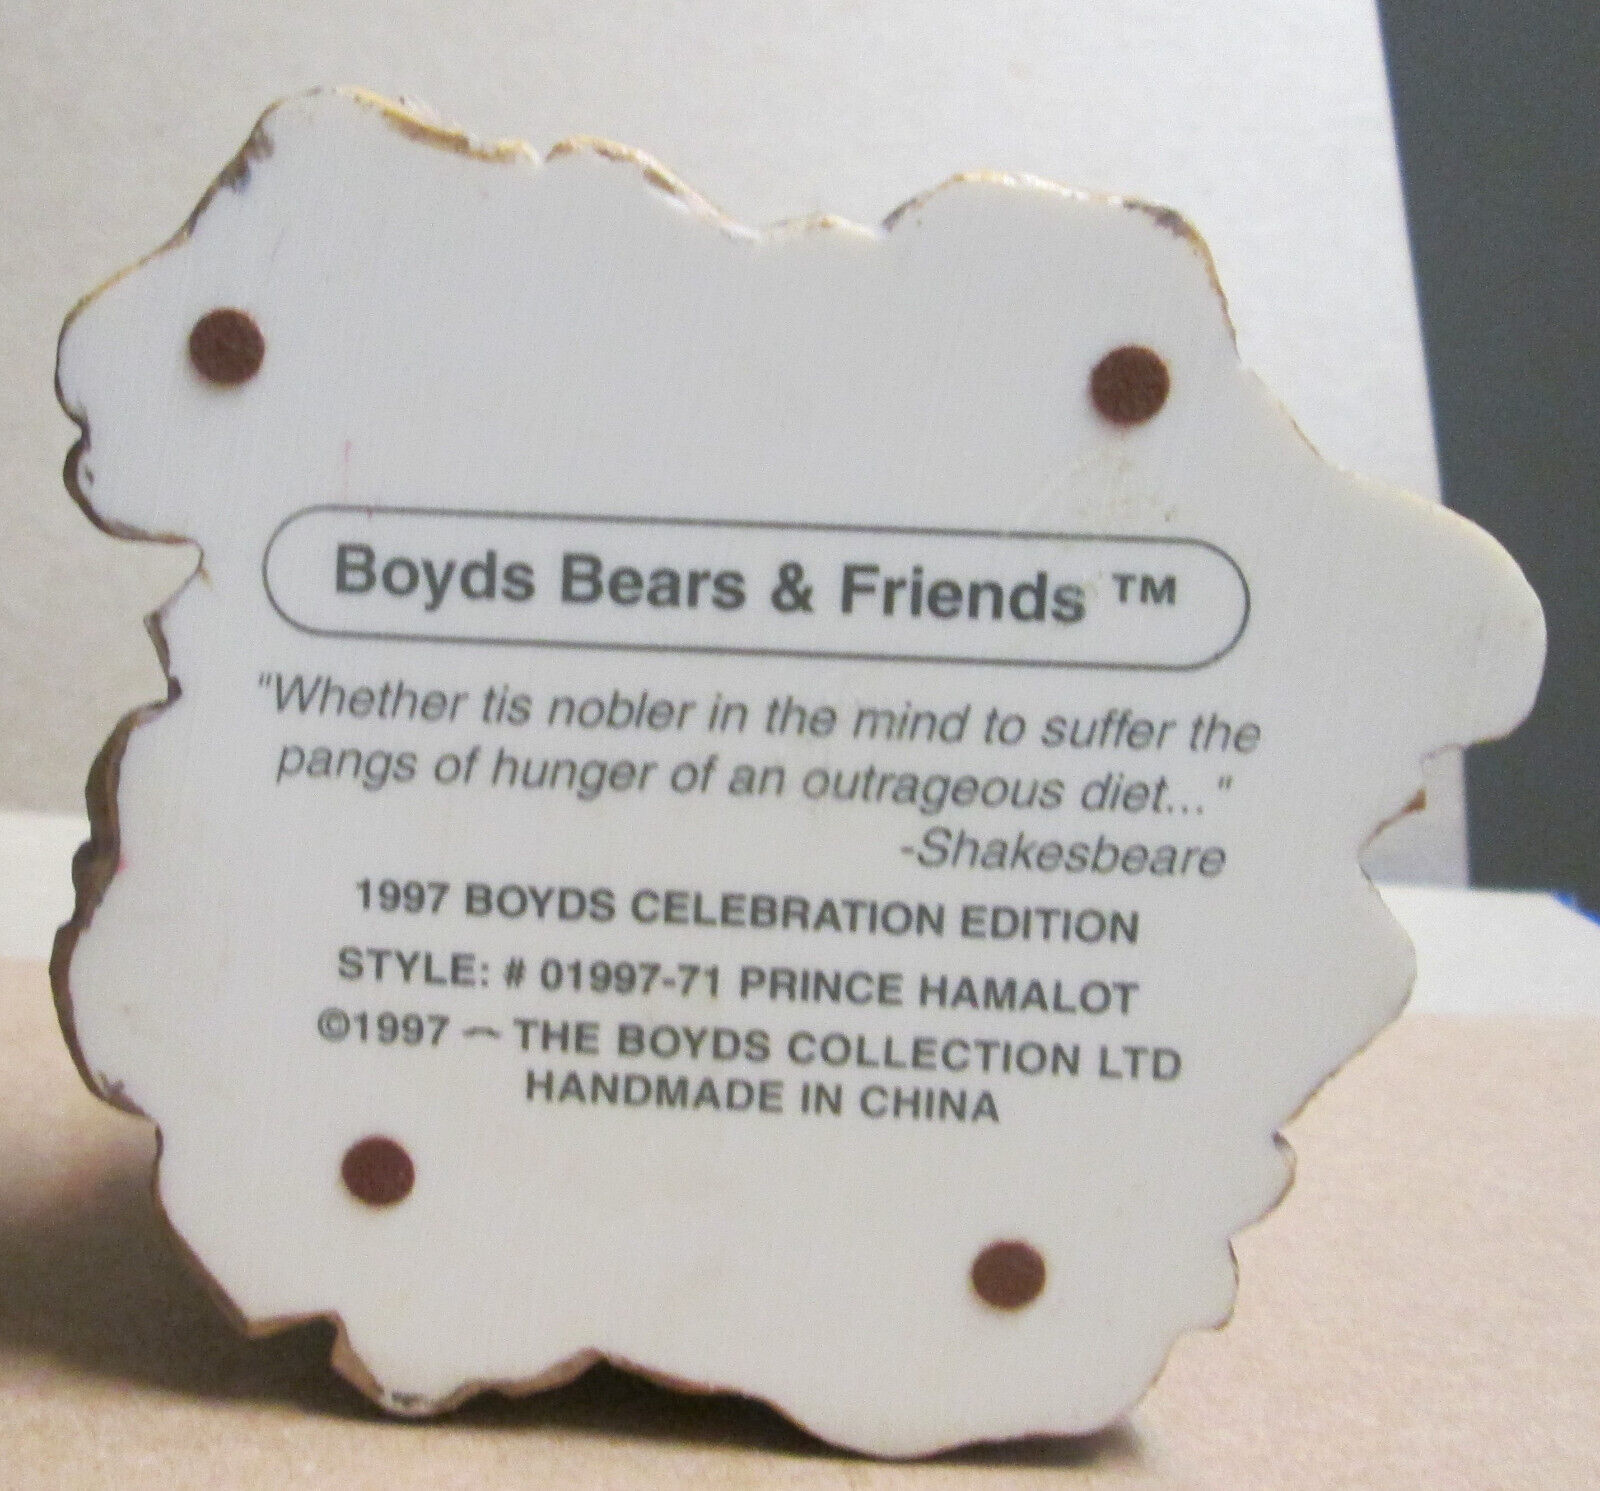 Boyds Bears & Friends ™
"Whether tis nobler in the mind to suffer the
pangs of hunger of an outrageous diet..."
-Shakesbeare
1997 BOYDS CELEBRATION EDITION
STYLE: # 01997-71 PRINCE HAMALOT
©1997 ~ THE BOYDS COLLECTION LTD
HANDMADE IN CHINA